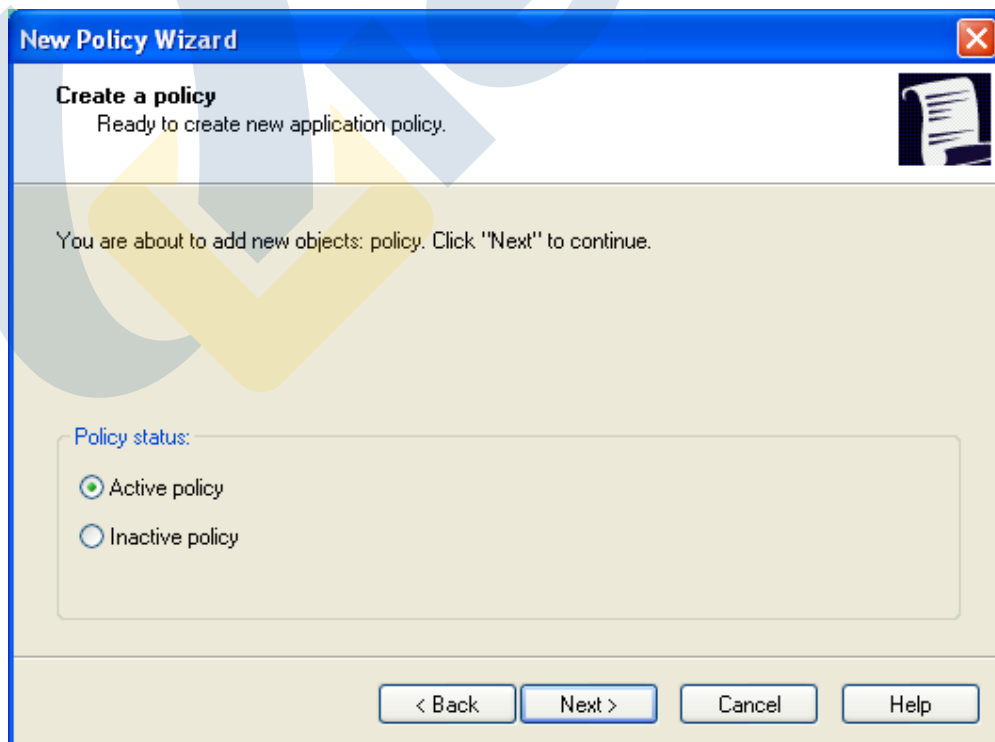 New Policy Wizard
Create a policy
Ready to create new application policy.
You are about to add new objects: policy. Click "Next" to continue.
Policy status:
Active policy
Inactive policy
< Back Next > Cancel Help